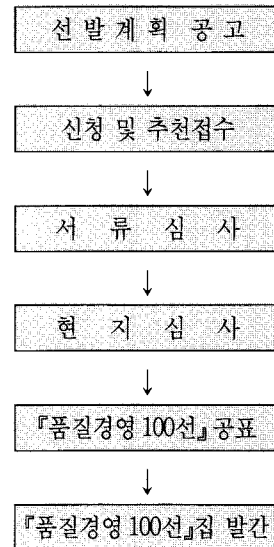 선 발 계 획 공 고
신청 및 추천접수
서 류 심 사
현 지 심 사
『품질경영 100선』 공표
『품질경영 100선』집 발간